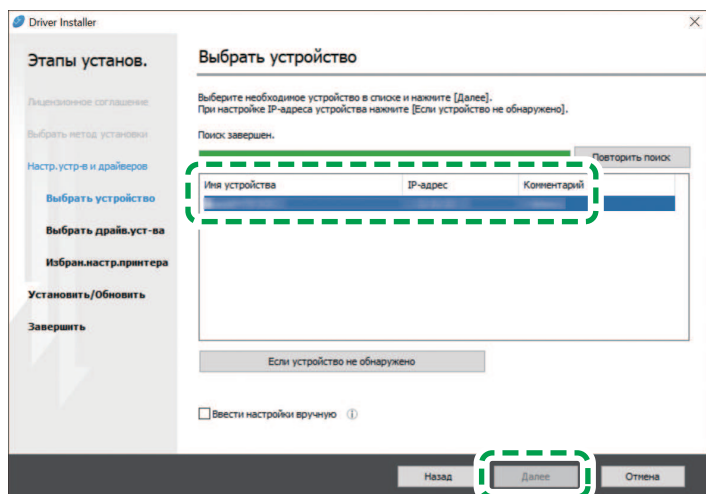 Driver Installer
Этапы установ.
Лицензионное соглашение
Выбрать метод установки
Настр.устр-в и драйверов
Выбрать устройство
Выбрать драйв.уст-ва
Избран.настр.принтера
Установить/Обновить
Завершить
Выбрать устройство
Выберите необходимое устройство в списке и нажмите [Далее].
При настройке IP-адреса устройства нажмите [Если устройство не обнаружено].
Поиск завершен.
Повторить поиск
Имя устройства IP-адрес Комментарий
Если устройство не обнаружено
Ввести настройки вручную
Назад Далее Отмена